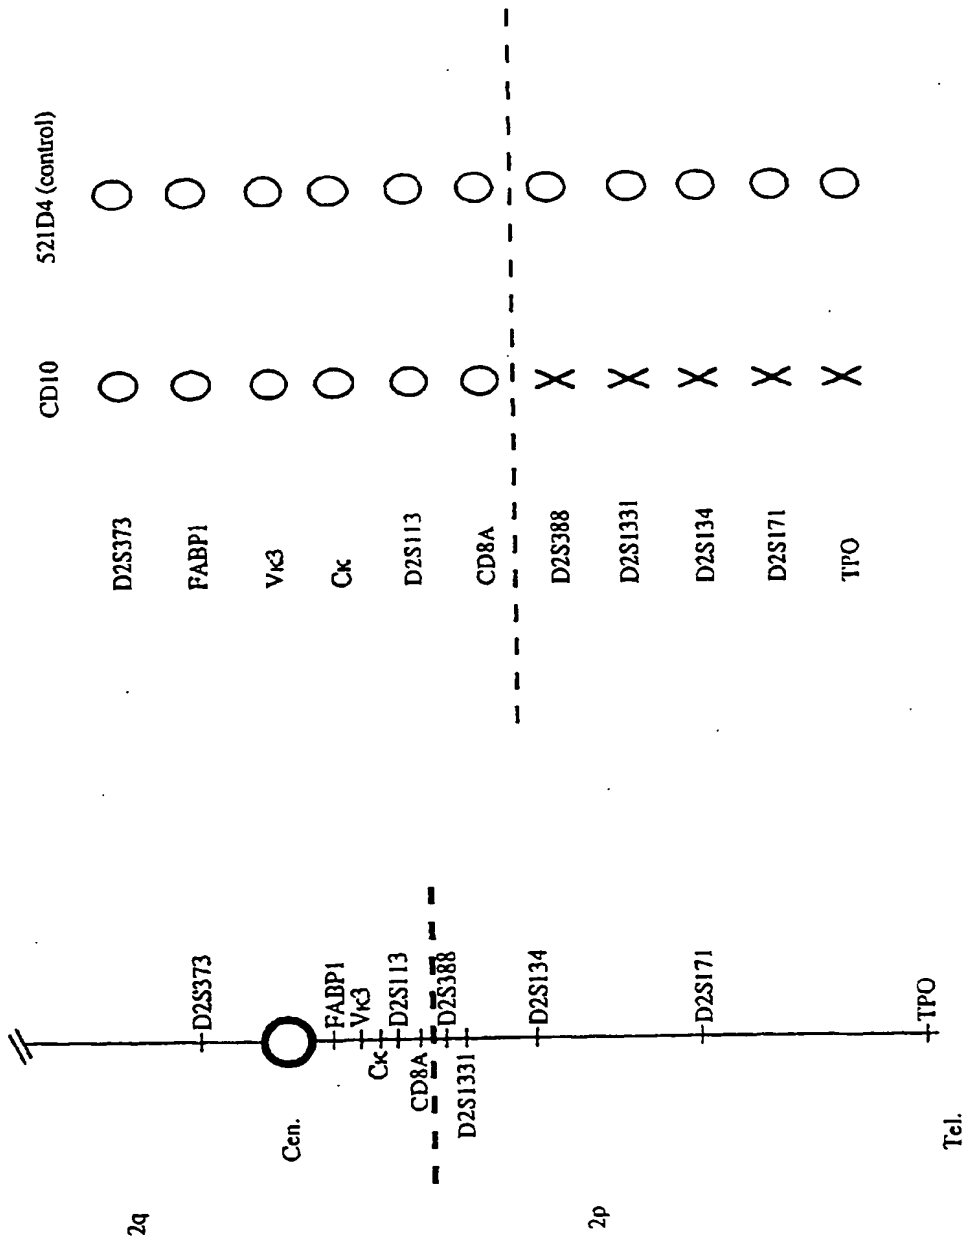 CD10
521D4 (control)
D2S373
FABP1
Vκ3
Cκ
D2S113
CD8A
D2S388
D2S1331
D2S134
D2S171
TPO
2q
Cen.
2p
Tel.
D2S373
FABP1
Vκ3
Cκ
D2S113
CD8A
D2S388
D2S1331
D2S134
D2S171
TPO